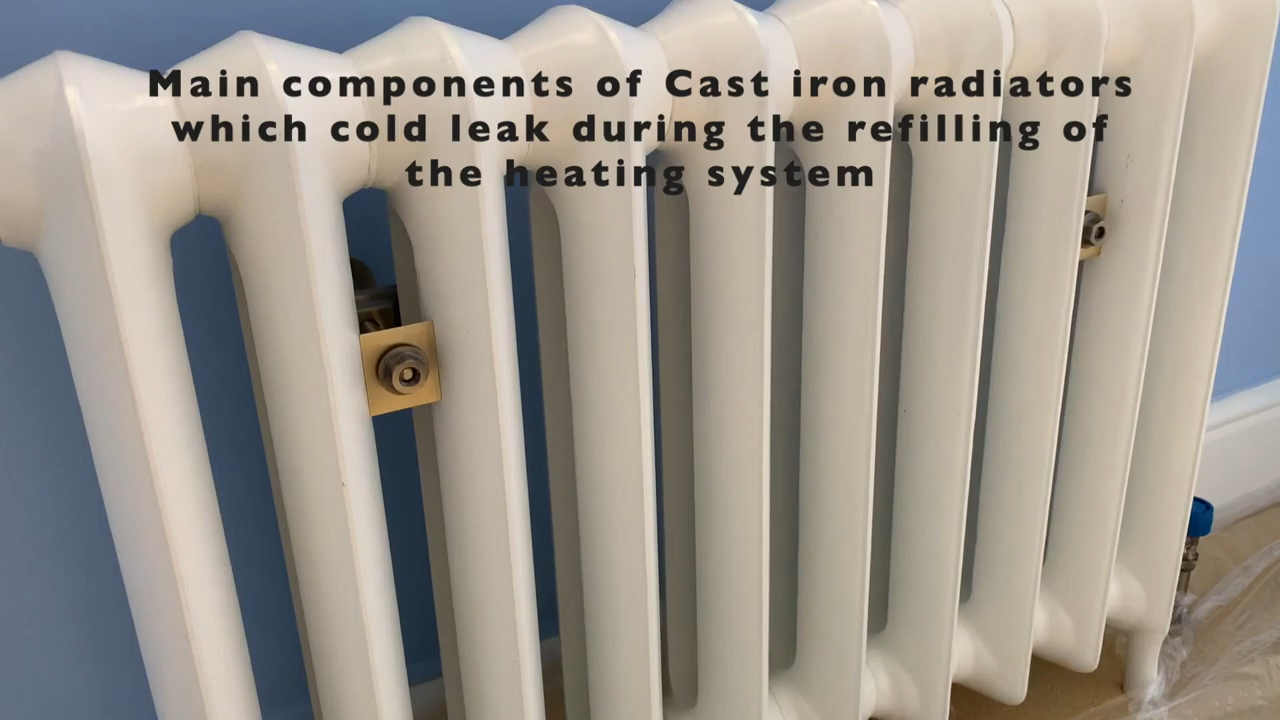 Main components of Cast iron radiators
which cold leak during the refilling of
the heating system